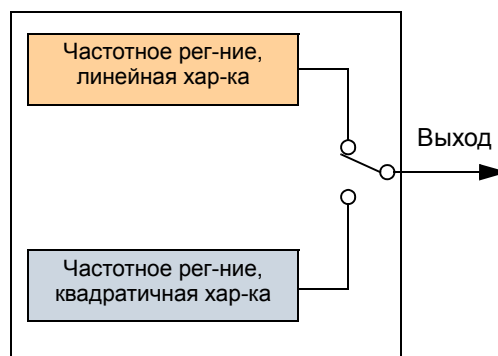 Частотное рег-ние,
линейная хар-ка
Выход
Частотное рег-ние,
квадратичная хар-ка